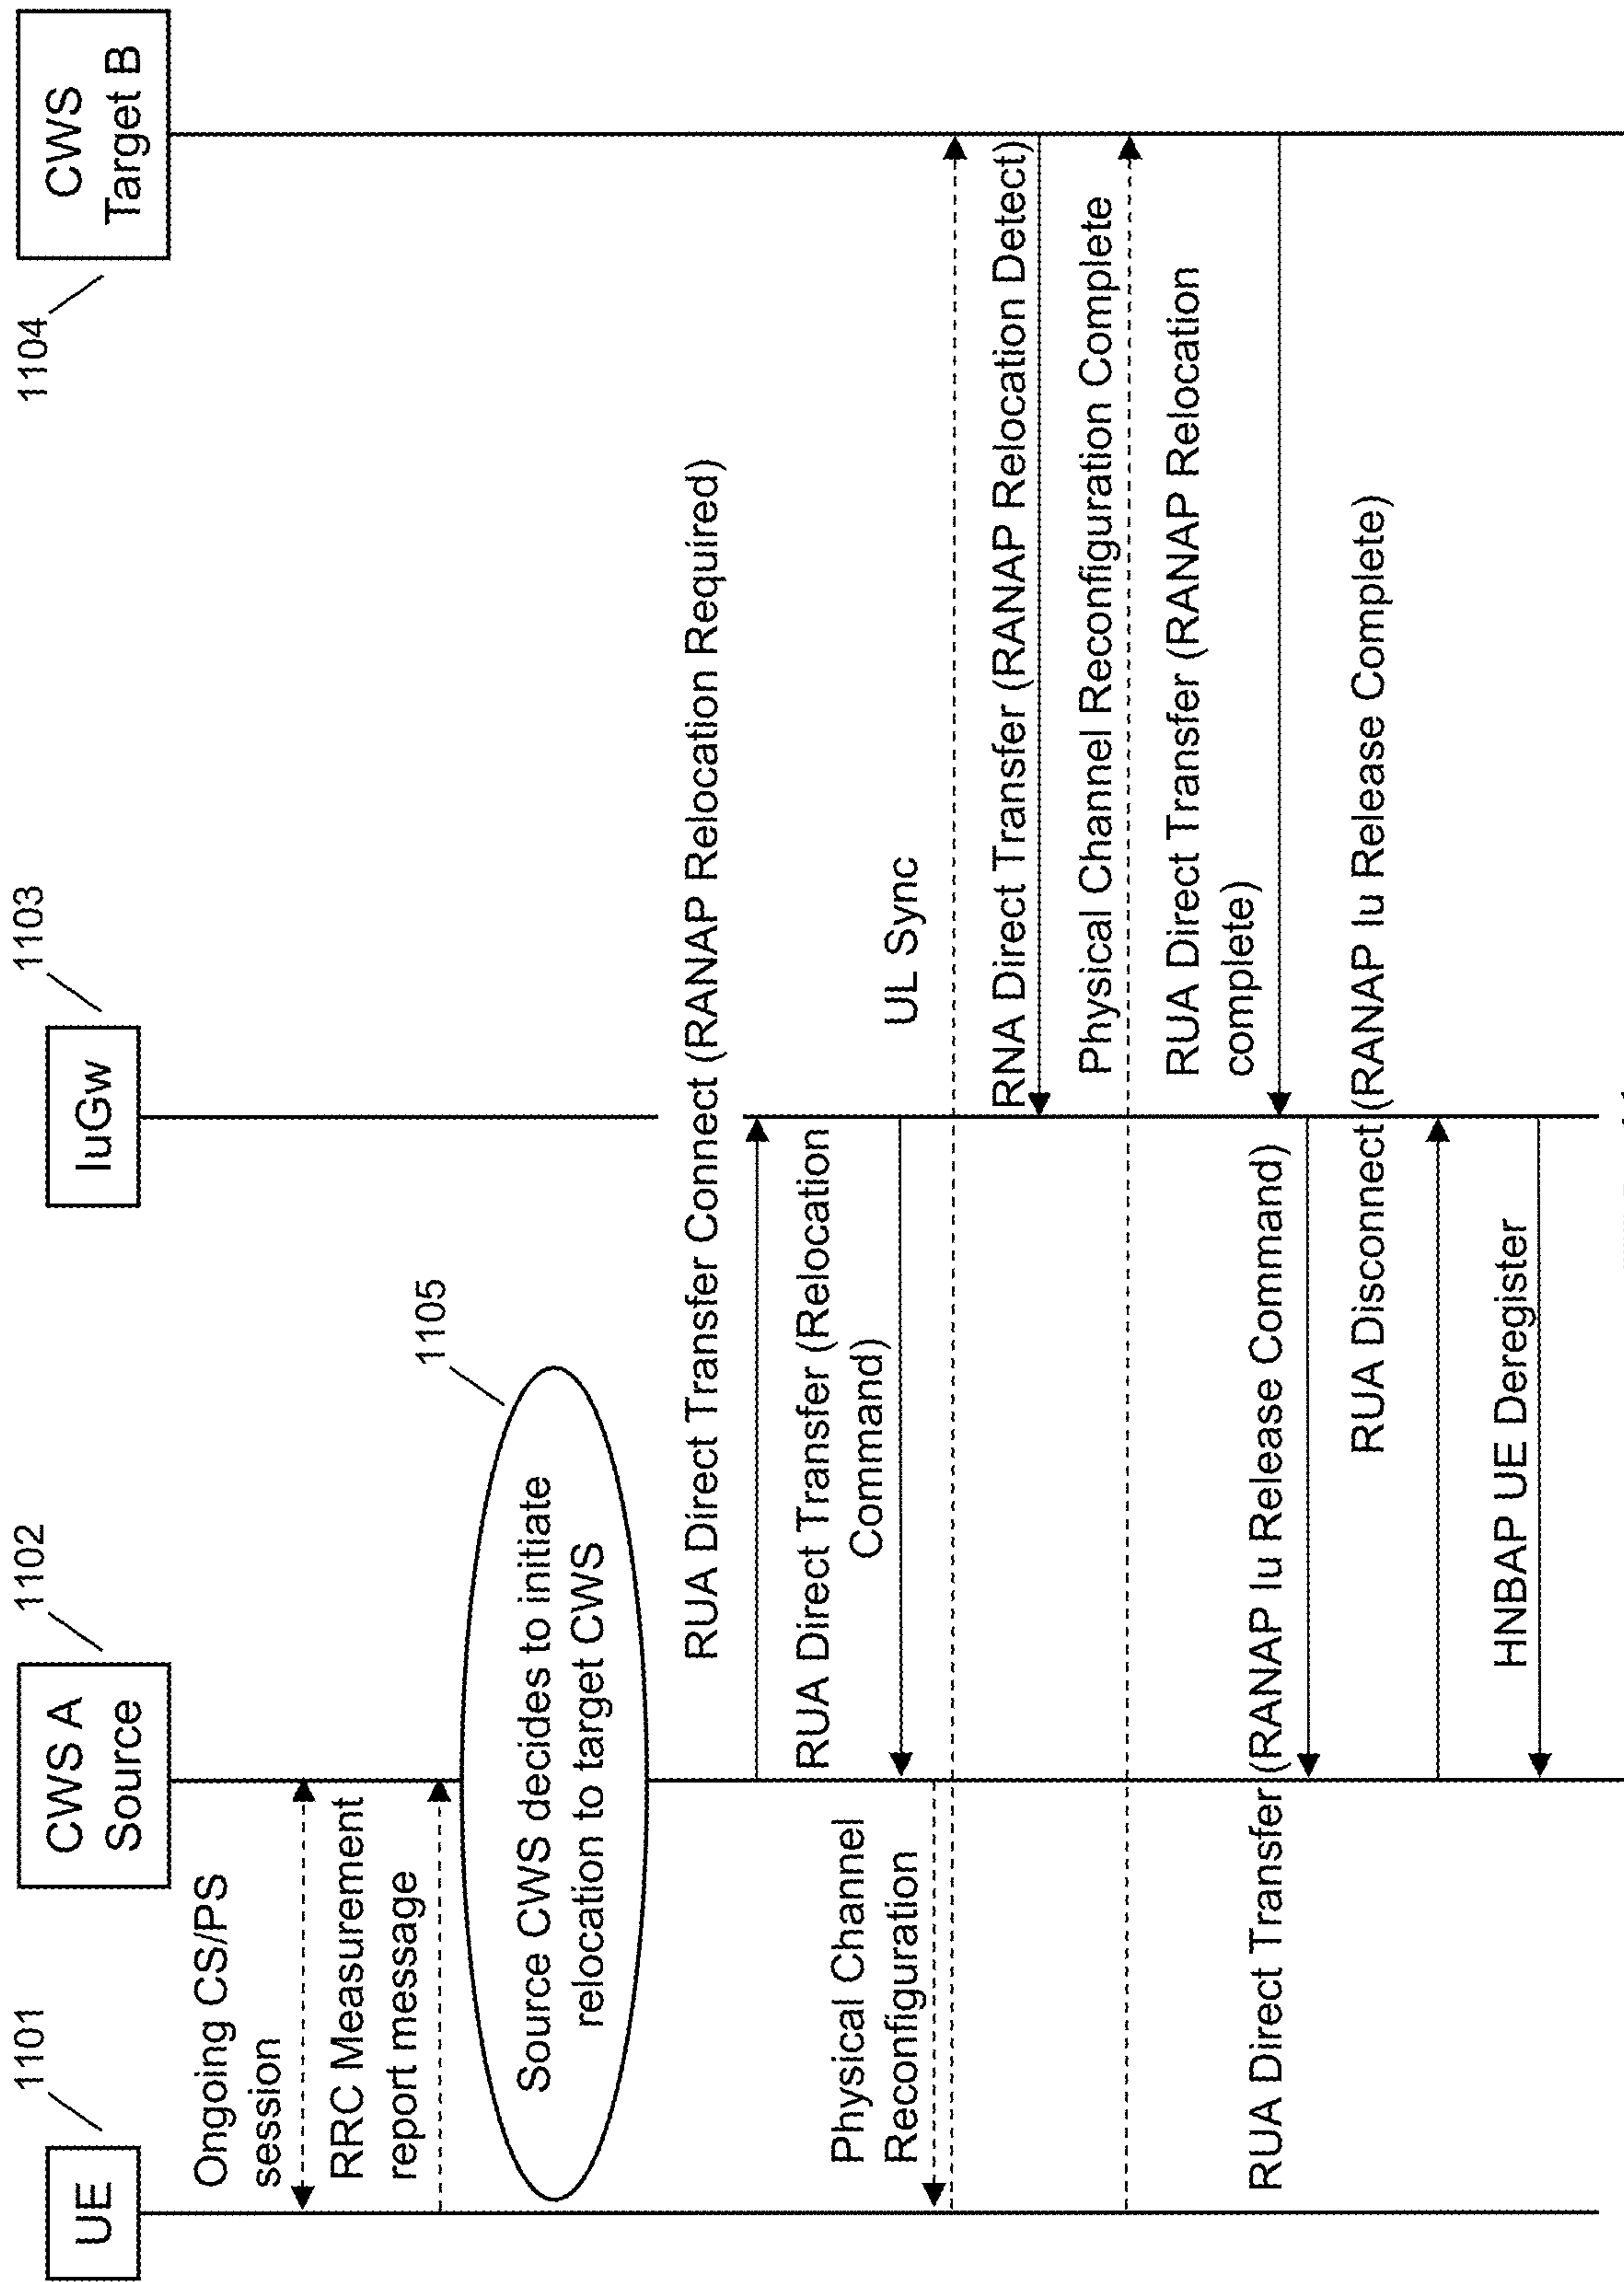 1101
1102
1103
1104
UE
CWS A
Source
IuGw
CWS
Target B
Ongoing CS/PS
session
RRC Measurement
report message
1105
Source CWS decides to initiate
relocation to target CWS
RUA Direct Transfer Connect (RANAP Relocation Required)
RUA Direct Transfer (Relocation
Command)
Physical Channel
Reconfiguration
UL Sync
RNA Direct Transfer (RANAP Relocation Detect)
Physical Channel Reconfiguration Complete
RUA Direct Transfer (RANAP Relocation
complete)
RUA Direct Transfer (RANAP Iu Release Command)
RUA Disconnect (RANAP Iu Release Complete)
HNBAP UE Deregister